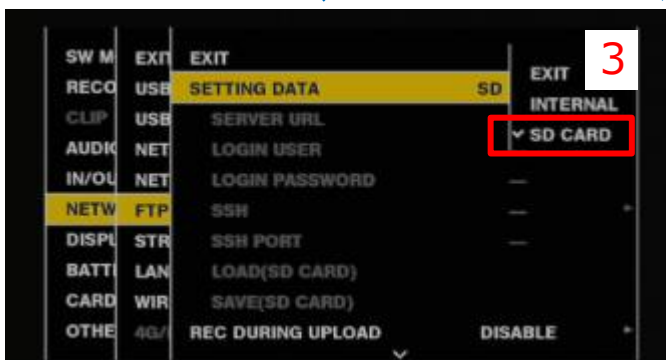 SW M
RECO
CLIP
AUDIO
IN/OU
NETW
DISPL
BATT
CARD
OTHE
EXIT
USB
USB
NET
NET
FTP
STR
LAN
WIR
4G/
EXIT
SETTING DATA SD
SERVER URL
LOGIN USER
LOGIN PASSWORD —
SSH —
SSH PORT —
LOAD(SD CARD)
SAVE(SD CARD)
REC DURING UPLOAD DISABLE
EXIT
INTERNAL
SD CARD
3